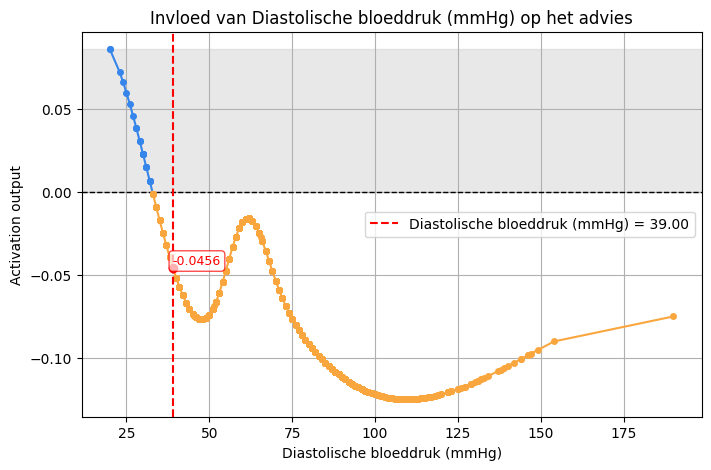 Invloed van Diastolische bloeddruk (mmHg) op het advies
Activation output
0.05
0.00
−0.05
−0.10
Diastolische bloeddruk (mmHg) = 39.00
-0.0456
25 50 75 100 125 150 175
Diastolische bloeddruk (mmHg)